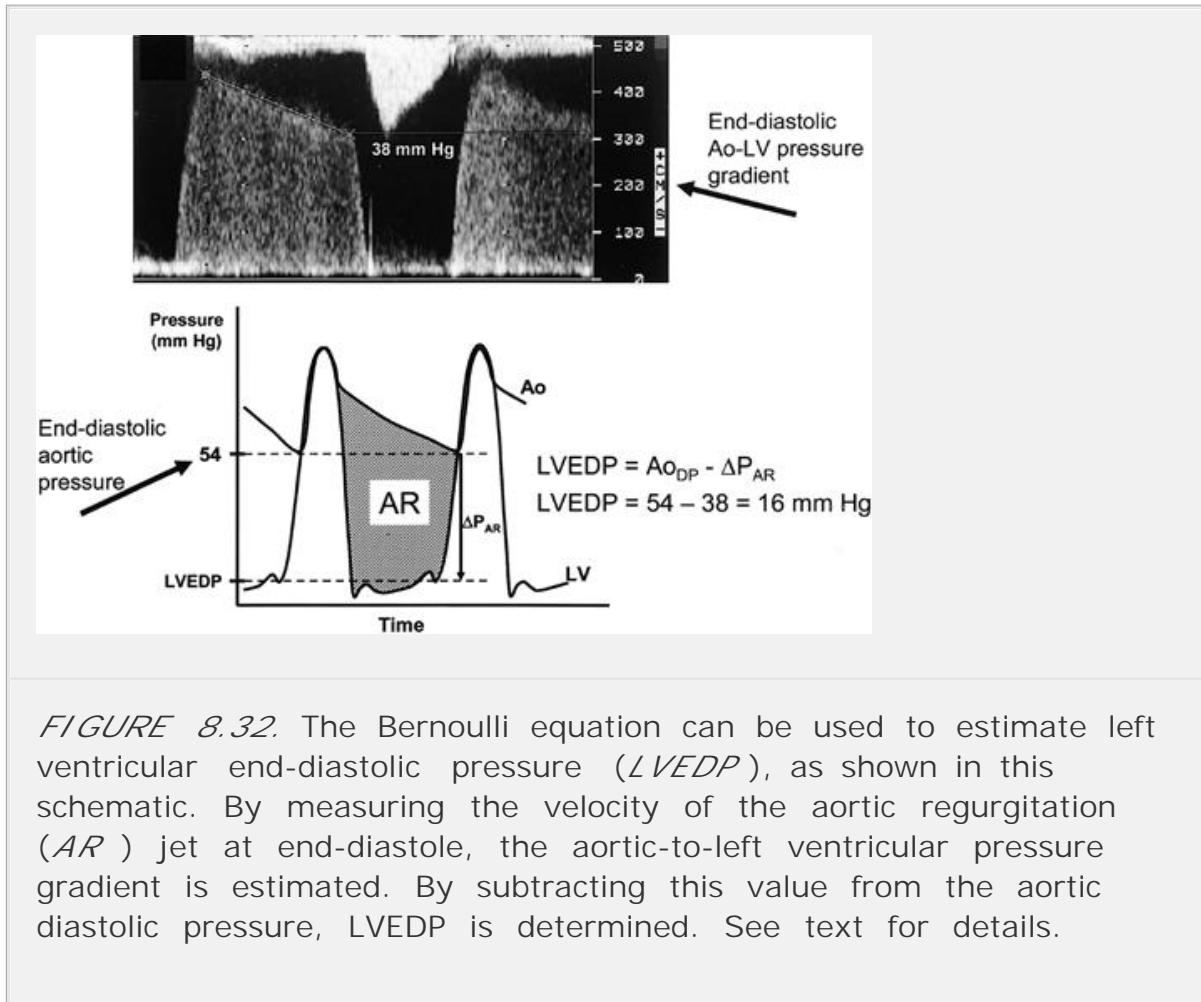 500
400
300
200
100
0
+CM/S!
38 mm Hg
End-diastolic
Ao-LV pressure
gradient
Pressure
(mm Hg)
Ao
End-diastolic
aortic
pressure
54
LVEDP = Ao_DP - ΔP_AR
LVEDP = 54 – 38 = 16 mm Hg
AR
ΔP_AR
LVEDP
LV
Time
FIGURE 8.32. The Bernoulli equation can be used to estimate left
ventricular end-diastolic pressure (LVEDP), as shown in this
schematic. By measuring the velocity of the aortic regurgitation
(AR) jet at end-diastole, the aortic-to-left ventricular pressure
gradient is estimated. By subtracting this value from the aortic
diastolic pressure, LVEDP is determined. See text for details.